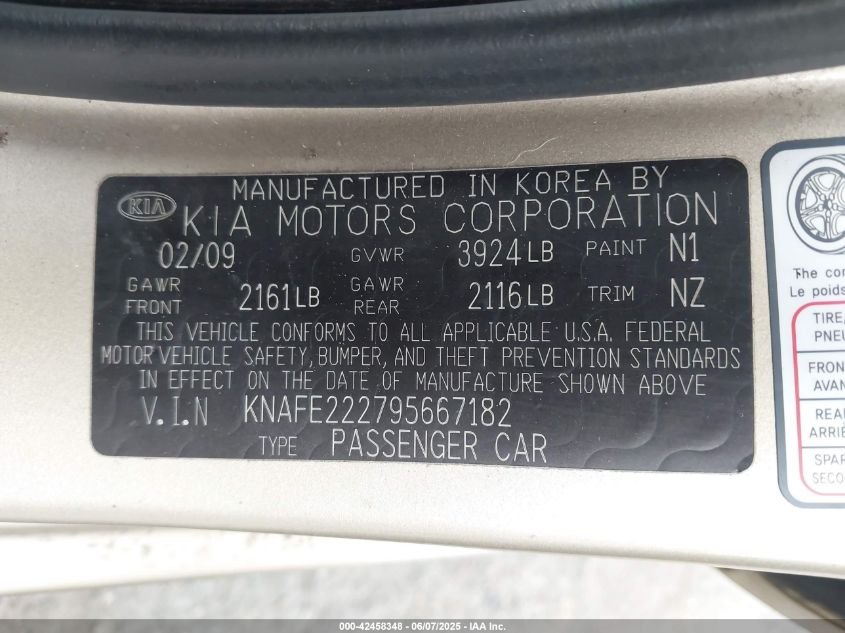 MANUFACTURED IN KOREA BY
KIA KIA MOTORS CORPORATION
02/09 GVWR 3924LB PAINT N1
GAWR FRONT 2161LB GAWR REAR 2116LB TRIM NZ
THIS VEHICLE CONFORMS TO ALL APPLICABLE U.S.A. FEDERAL
MOTOR VEHICLE SAFETY, BUMPER, AND THEFT PREVENTION STANDARDS
IN EFFECT ON THE DATE OF MANUFACTURE SHOWN ABOVE
V.I.N KNAFE222795667182
TYPE PASSENGER CAR
The com
Le poids
TIRE/
PNEU
FRON
AVAN
REAR
ARRIÈ
SPAR
SECO
000-42458348 - 06/07/2025 - IAA Inc.